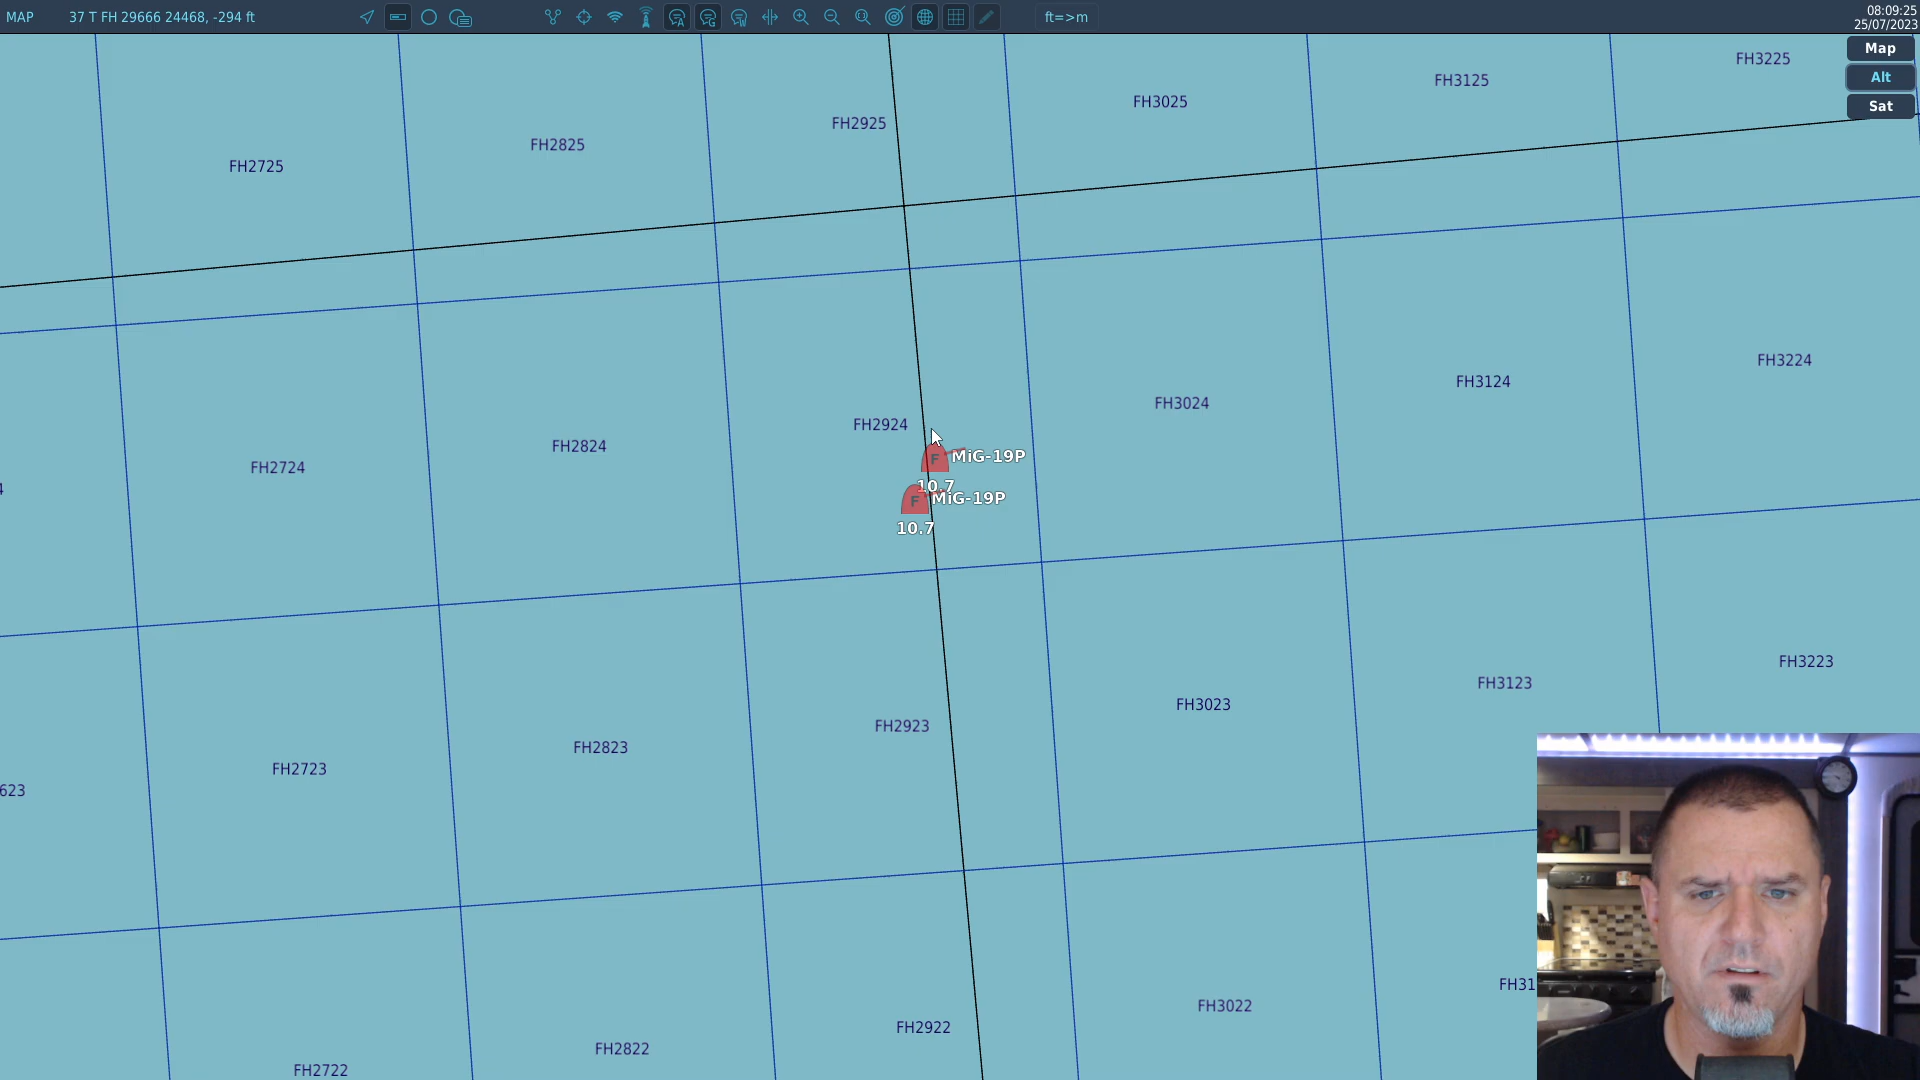 MAP 37 T FH 29666 24468, -294 ft ft=>m 08:09:25
25/07/2023
Map
Alt
Sat
FH2725 FH2825 FH2925 FH3025 FH3125 FH3225
4 FH2724 FH2824 FH2924 FH3024 FH3124 FH3224
F MiG-19P
10.7
F MiG-19P
10.7
623 FH2723 FH2823 FH2923 FH3023 FH3123 FH3223
FH2722 FH2822 FH2922 FH3022 FH31